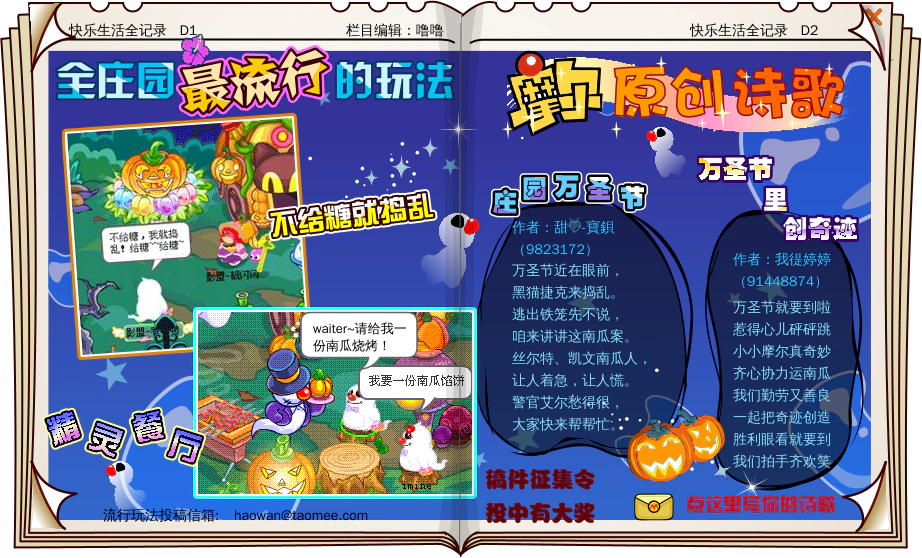 快乐生活全记录 D1
栏目编辑：噜噜
全庄园最流行的玩法
不给糖，我就捣
乱！给糖~~给糖~
不给糖就捣乱
waiter~请给我一
份南瓜烧烤！
我要一份南瓜馅饼
imine
精灵餐厅
流行玩法投稿信箱: haowan@taomee.com
快乐生活全记录 D2
摩尔原创诗歌
庄园万圣节
作者：甜♡-寶鋇
（9823172）
万圣节近在眼前，
黑猫捷克来捣乱。
逃出铁笼先不说，
咱来讲讲这南瓜案。
丝尔特、凯文南瓜人，
让人着急，让人慌。
警官艾尔愁得很，
大家快来帮帮忙。
万圣节
里
创奇迹
作者：我徥婷婷
（91448874）
万圣节就要到啦
惹得心儿砰砰跳
小小摩尔真奇妙
齐心协力运南瓜
我们勤劳又善良
一起把奇迹创造
胜利眼看就要到
我们拍手齐欢笑
稿件征集令
投中有大奖
点这里写你的诗歌